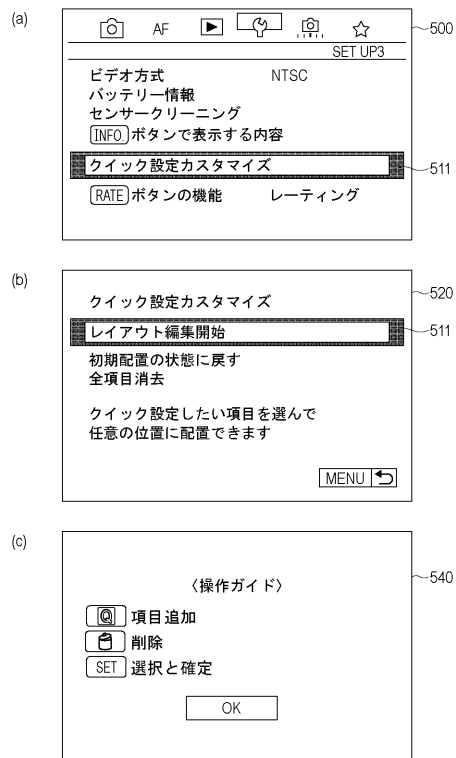 (a)
AF
500
SET UP3
ビデオ方式 NTSC
バッテリー情報
センサークリーニング
INFO.ボタンで表示する内容
クイック設定カスタマイズ
511
RATEボタンの機能 レーティング
(b)
520
クイック設定カスタマイズ
レイアウト編集開始
511
初期配置の状態に戻す
全項目消去
クイック設定したい項目を選んで
任意の位置に配置できます
MENU
(c)
540
〈操作ガイド〉
Q 項目追加
削除
SET 選択と確定
OK